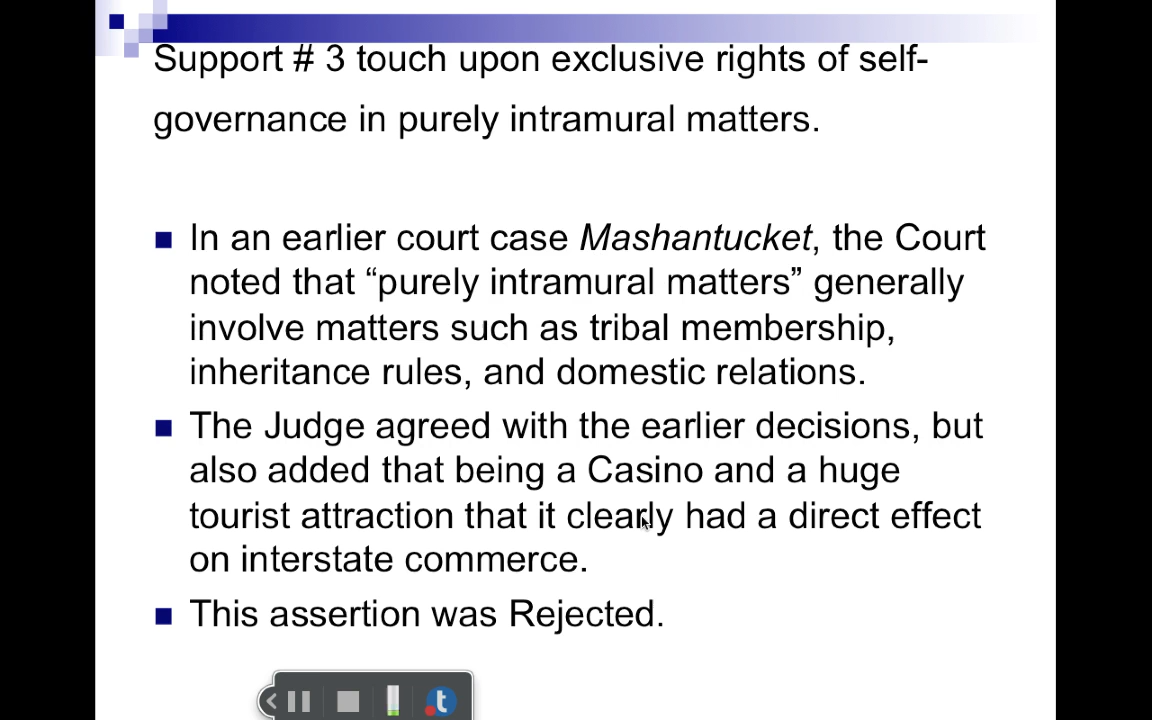 Support # 3 touch upon exclusive rights of self-
governance in purely intramural matters.
In an earlier court case Mashantucket, the Court
noted that “purely intramural matters” generally
involve matters such as tribal membership,
inheritance rules, and domestic relations.
The Judge agreed with the earlier decisions, but
also added that being a Casino and a huge
tourist attraction that it clearly had a direct effect
on interstate commerce.
This assertion was Rejected.
t